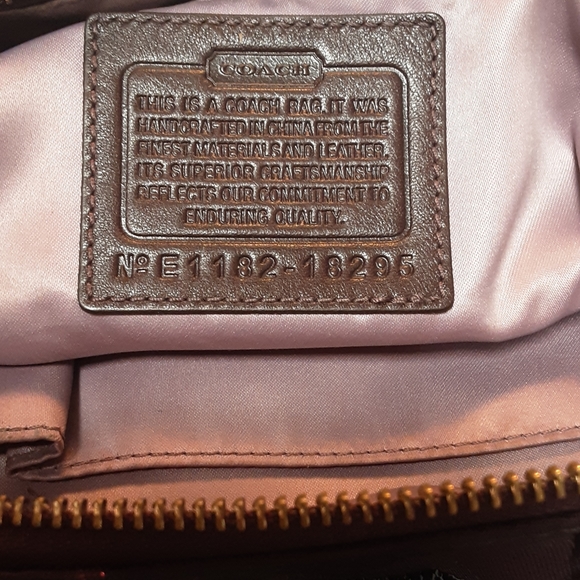 COACH
THIS IS A COACH BAG. IT WAS
HANDCRAFTED IN CHINA FROM THE
FINEST MATERIALS AND LEATHER.
ITS SUPERIOR CRAFTSMANSHIP
REFLECTS OUR COMMITMENT TO
ENDURING QUALITY.
Nº E1182-18295